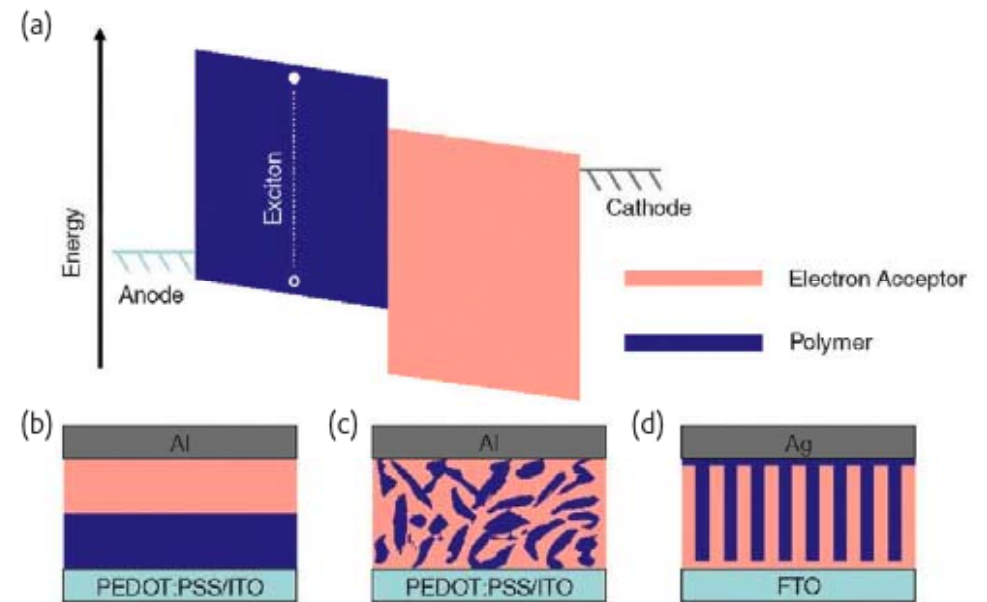 (a)
Energy
Exciton
Anode
Cathode
Electron Acceptor
Polymer
(b)
Al
PEDOT:PSS/ITO
(c)
Al
PEDOT:PSS/ITO
(d)
Ag
FTO